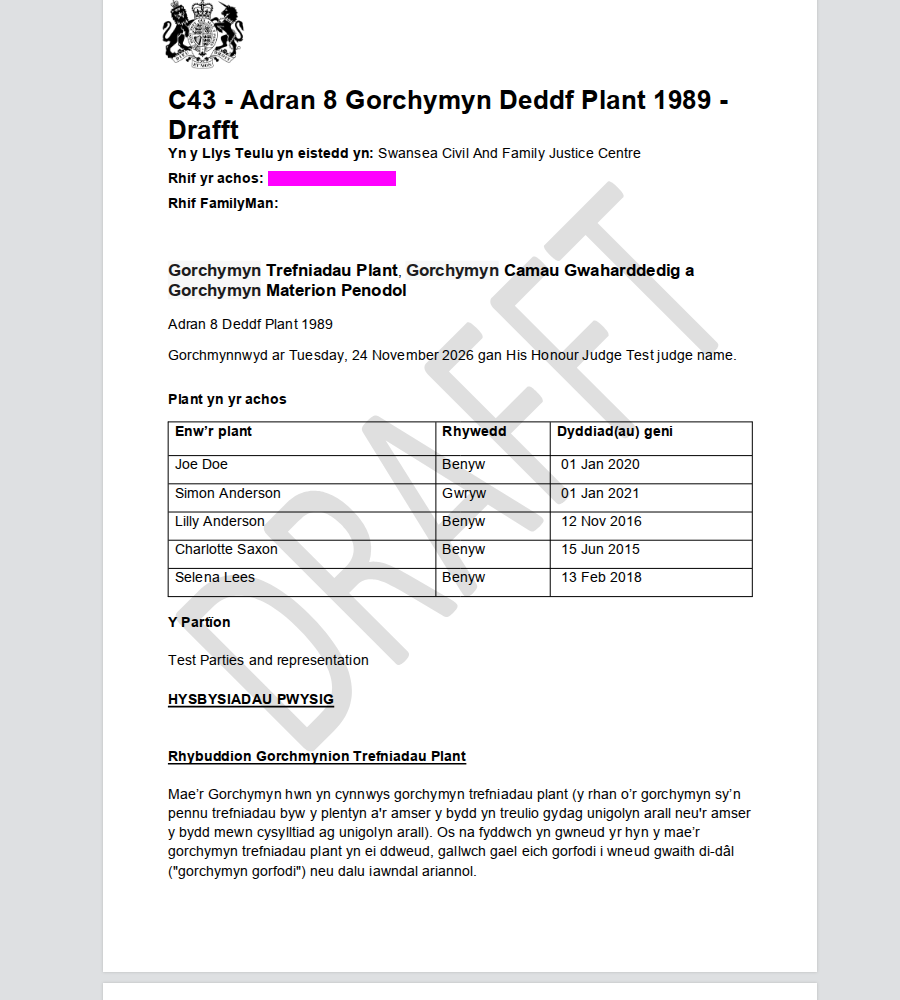 C43 - Adran 8 Gorchymyn Deddf Plant 1989 -
Drafft
Yn y Llys Teulu yn eistedd yn: Swansea Civil And Family Justice Centre
Rhif yr achos:
Rhif FamilyMan:
Gorchymyn Trefniadau Plant, Gorchymyn Camau Gwaharddedig a
Gorchymyn Materion Penodol
Adran 8 Deddf Plant 1989
Gorchmynnwyd ar Tuesday, 24 November 2026 gan His Honour Judge Test judge name.
Plant yn yr achos
Enw’r plant Rhywedd Dyddiad(au) geni
Joe Doe Benyw 01 Jan 2020
Simon Anderson Gwryw 01 Jan 2021
Lilly Anderson Benyw 12 Nov 2016
Charlotte Saxon Benyw 15 Jun 2015
Selena Lees Benyw 13 Feb 2018
Y Partïon
Test Parties and representation
HYSBYSIADAU PWYSIG
Rhybuddion Gorchmynion Trefniadau Plant
Mae’r Gorchymyn hwn yn cynnwys gorchymyn trefniadau plant (y rhan o’r gorchymyn sy’n
pennu trefniadau byw y plentyn a'r amser y bydd yn treulio gydag unigolyn arall neu'r amser
y bydd mewn cysylltiad ag unigolyn arall). Os na fyddwch yn gwneud yr hyn y mae’r
gorchymyn trefniadau plant yn ei ddweud, gallwch gael eich gorfodi i wneud gwaith di-dâl
("gorchymyn gorfodi") neu dalu iawndal ariannol.
DRAFFT